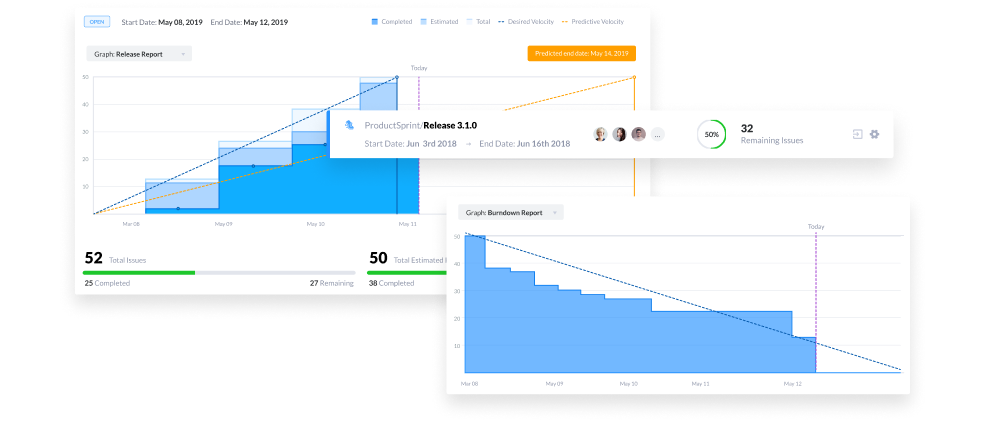 OPEN Start Date: May 08, 2019 End Date: May 12, 2019 Completed Estimated Total Desired Velocity Predictive Velocity
Graph: Release Report
Predicted end date: May 14, 2019
Today
50
40
30
20
10
Mar 08 May 09 May 10 May 11
ProductSprint/Release 3.1.0
Start Date: Jun 3rd 2018 → End Date: Jun 16th 2018
...
50%
32
Remaining Issues
52 Total Issues
25 Completed 27 Remaining
50 Total Estimated
38 Completed
Graph: Burndown Report
Today
50
40
30
20
10
Mar 08 May 09 May 10 May 11 May 12